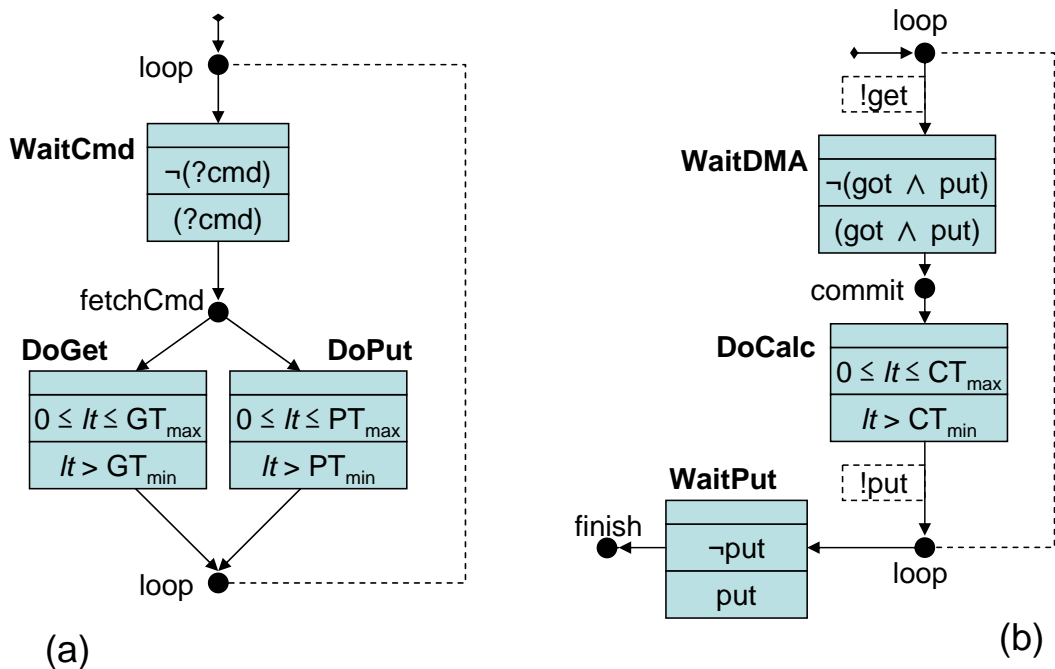 loop
WaitCmd
¬(?cmd)
(?cmd)
fetchCmd
DoGet
DoPut
0 ≤ lt ≤ GTmax
0 ≤ lt ≤ PTmax
lt > GTmin
lt > PTmin
loop
(a)
loop
!get
WaitDMA
¬(got ∧ put)
(got ∧ put)
commit
DoCalc
0 ≤ lt ≤ CTmax
lt > CTmin
!put
WaitPut
finish
¬put
put
loop
(b)